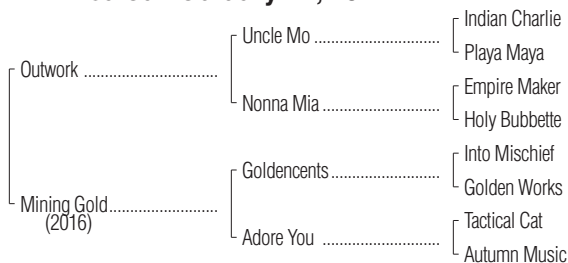 Indian Charlie
Uncle Mo
Playa Maya
Outwork
Empire Maker
Nonna Mia
Holy Bubbette
Into Mischief
Goldencents
Golden Works
Mining Gold
(2016)
Tactical Cat
Adore You
Autumn Music